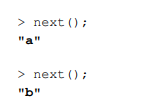 > next();
"a"
> next();
"b"